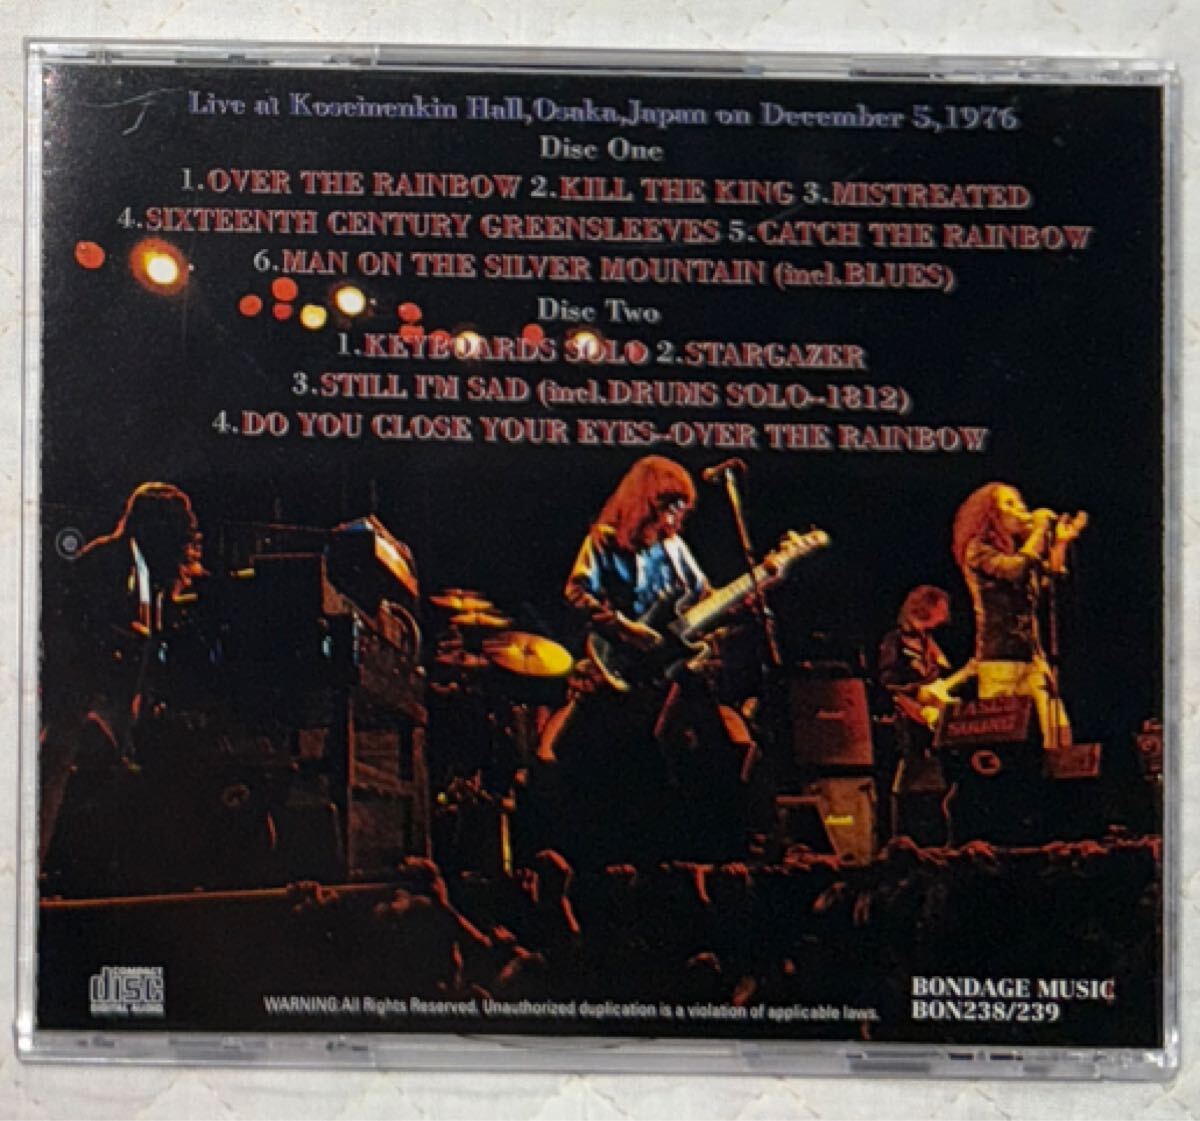 Live at Koseinenkin Hall,Osaka,Japan on December 5,1976
Disc One
1.OVER THE RAINBOW 2.KILL THE KING 3.MISTREATED
4.SIXTEENTH CENTURY GREENSLEEVES 5.CATCH THE RAINBOW
6.MAN ON THE SILVER MOUNTAIN (incl.BLUES)
Disc Two
1.KEYBOARDS SOLO 2.STARGAZER
3.STILL I'M SAD (incl.DRUMS SOLO--1812)
4.DO YOU CLOSE YOUR EYES--OVER THE RAINBOW
TASCO
SOUND
COMPACT
disc
DIGITAL AUDIO
WARNING:All Rights Reserved. Unauthorized duplication is a violation of applicable laws.
BONDAGE MUSIC
BON238/239